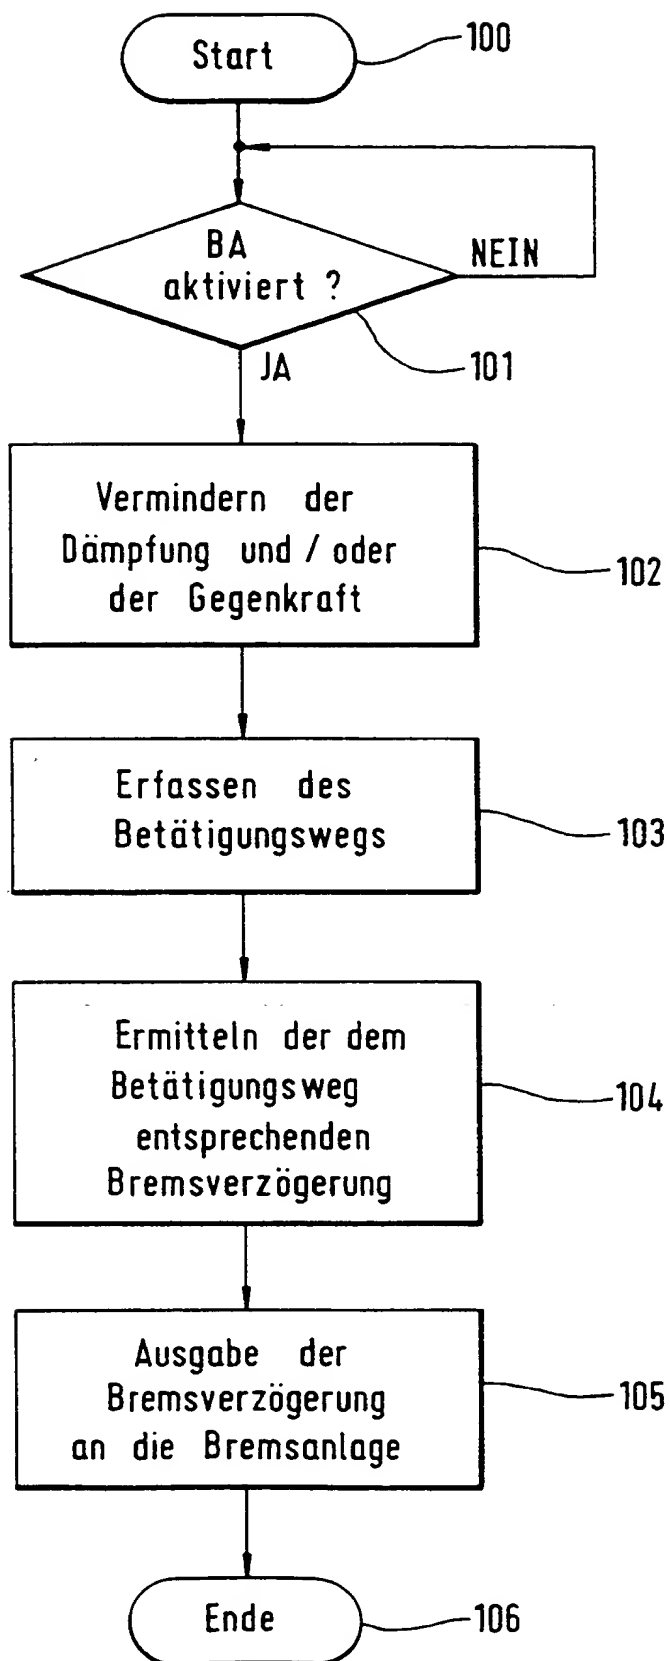 Start
100
BA
aktiviert ?
NEIN
101
JA
Vermindern der
Dämpfung und / oder
der Gegenkraft
102
Erfassen des
Betätigungswegs
103
Ermitteln der dem
Betätigungsweg
entsprechenden
Bremsverzögerung
104
Ausgabe der
Bremsverzögerung
an die Bremsanlage
105
Ende
106